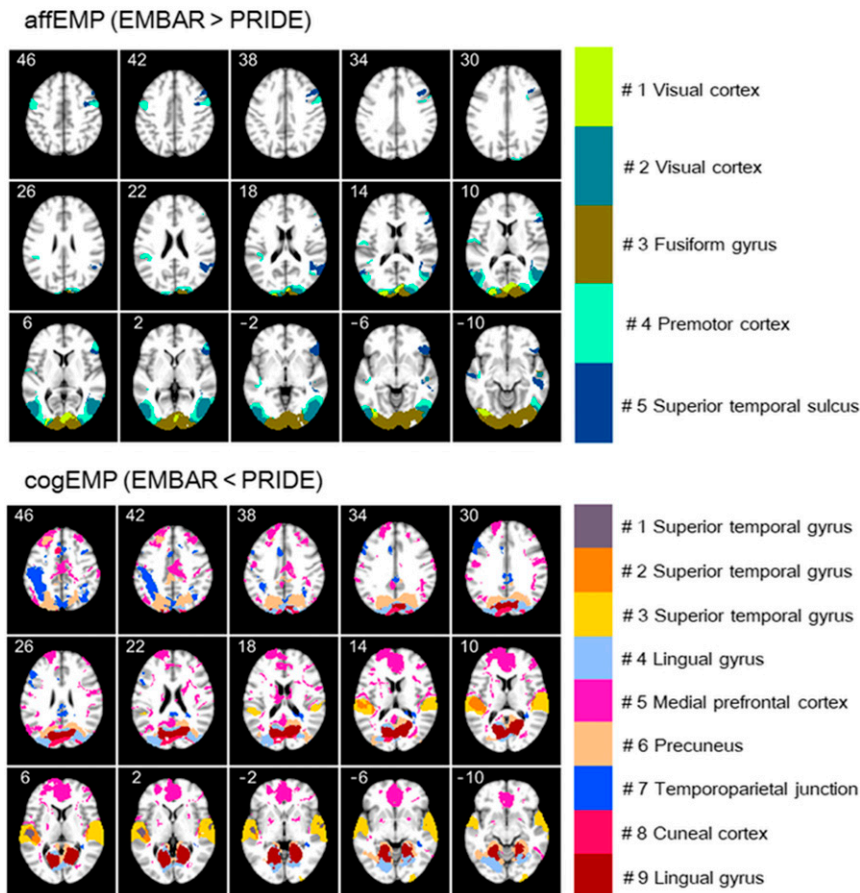 affEMP (EMBAR > PRIDE)
46 42 38 34 30
# 1 Visual cortex
# 2 Visual cortex
26 22 18 14 10
# 3 Fusiform gyrus
# 4 Premotor cortex
6 2 -2 -6 -10
# 5 Superior temporal sulcus
cogEMP (EMBAR < PRIDE)
46 42 38 34 30
# 1 Superior temporal gyrus
# 2 Superior temporal gyrus
# 3 Superior temporal gyrus
26 22 18 14 10
# 4 Lingual gyrus
# 5 Medial prefrontal cortex
# 6 Precuneus
6 2 -2 -6 -10
# 7 Temporoparietal junction
# 8 Cuneal cortex
# 9 Lingual gyrus